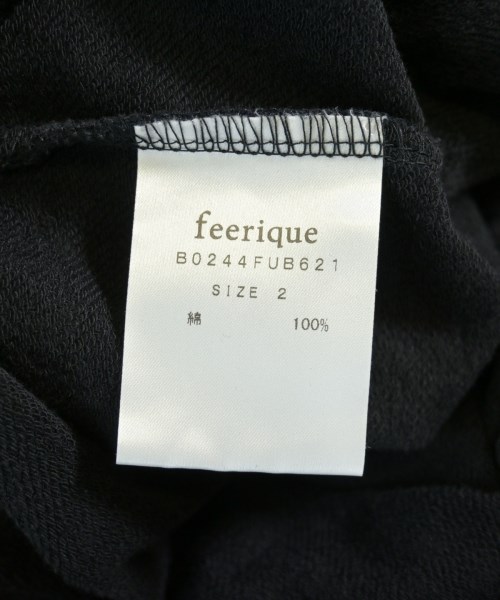 feerique
B0244FUB621
SIZE 2
綿 100%